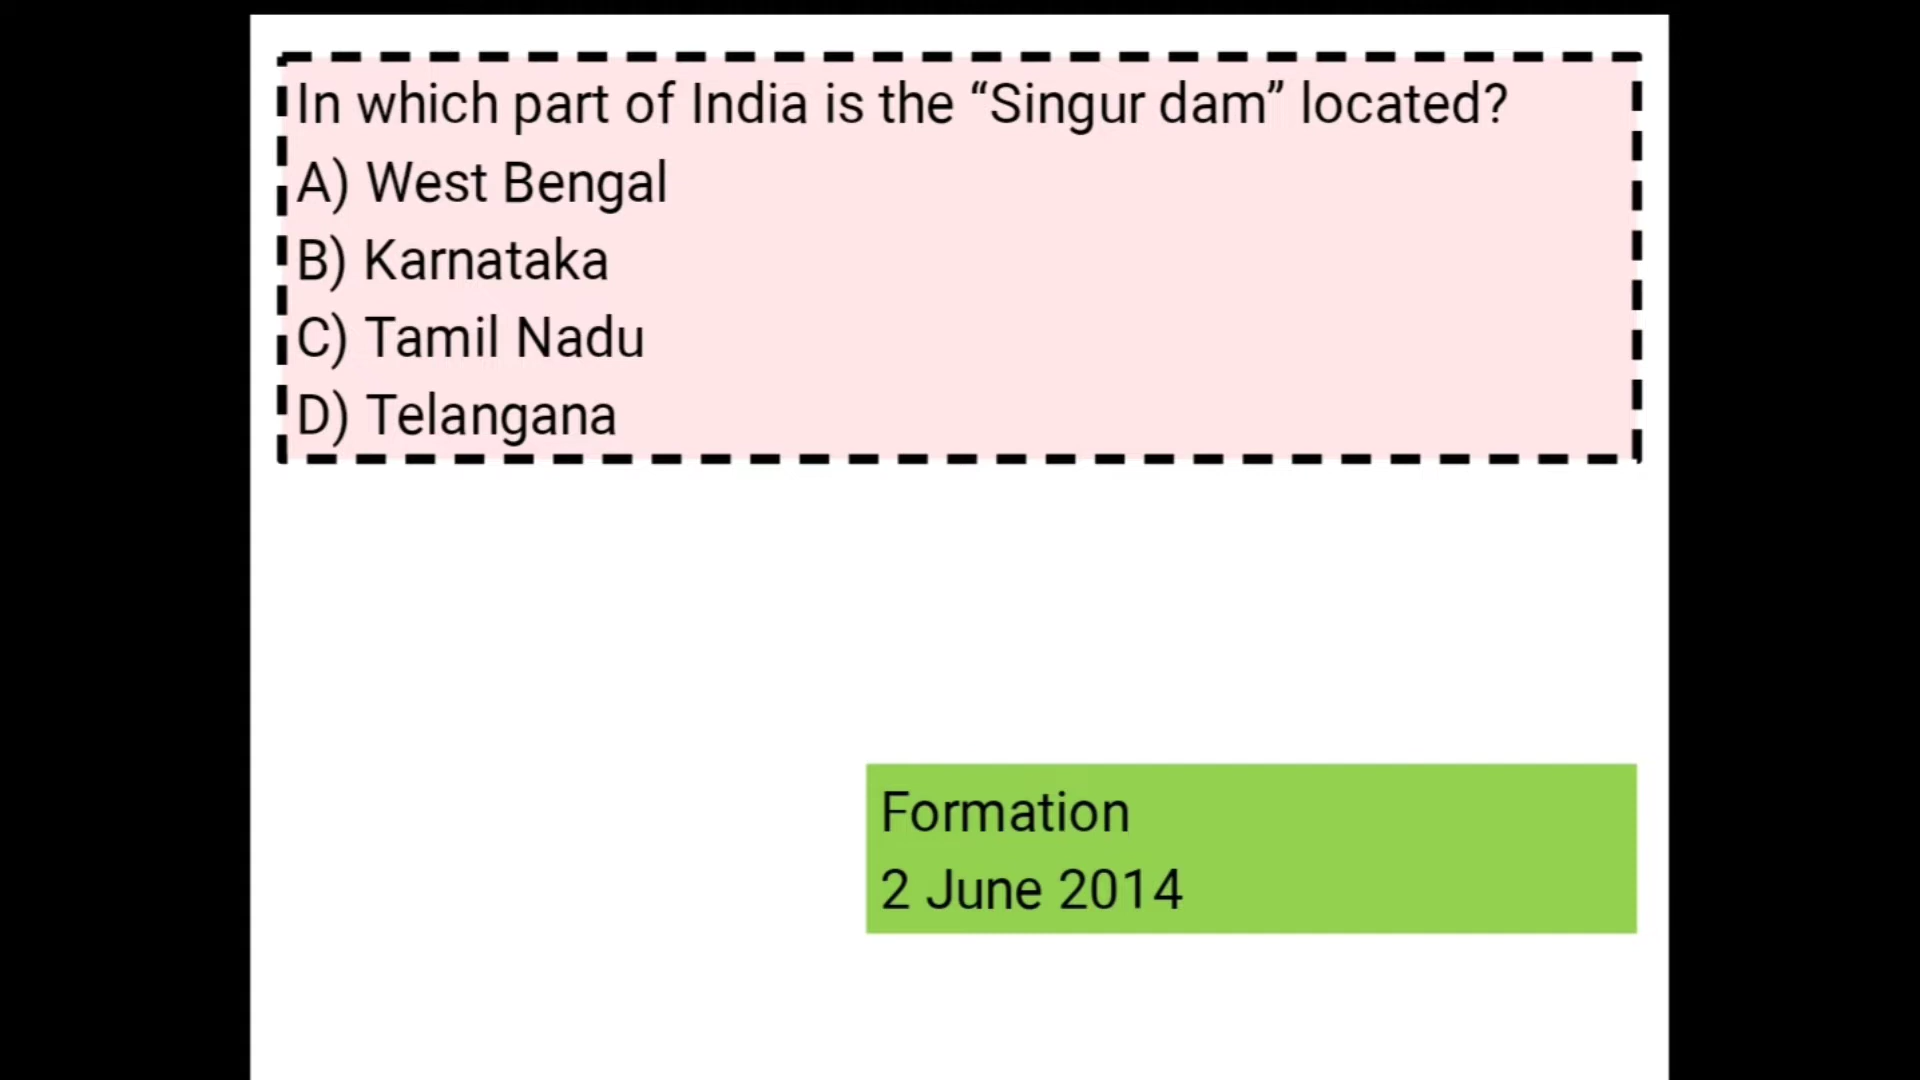 In which part of India is the “Singur dam” located?
A) West Bengal
B) Karnataka
C) Tamil Nadu
D) Telangana
Formation
2 June 2014